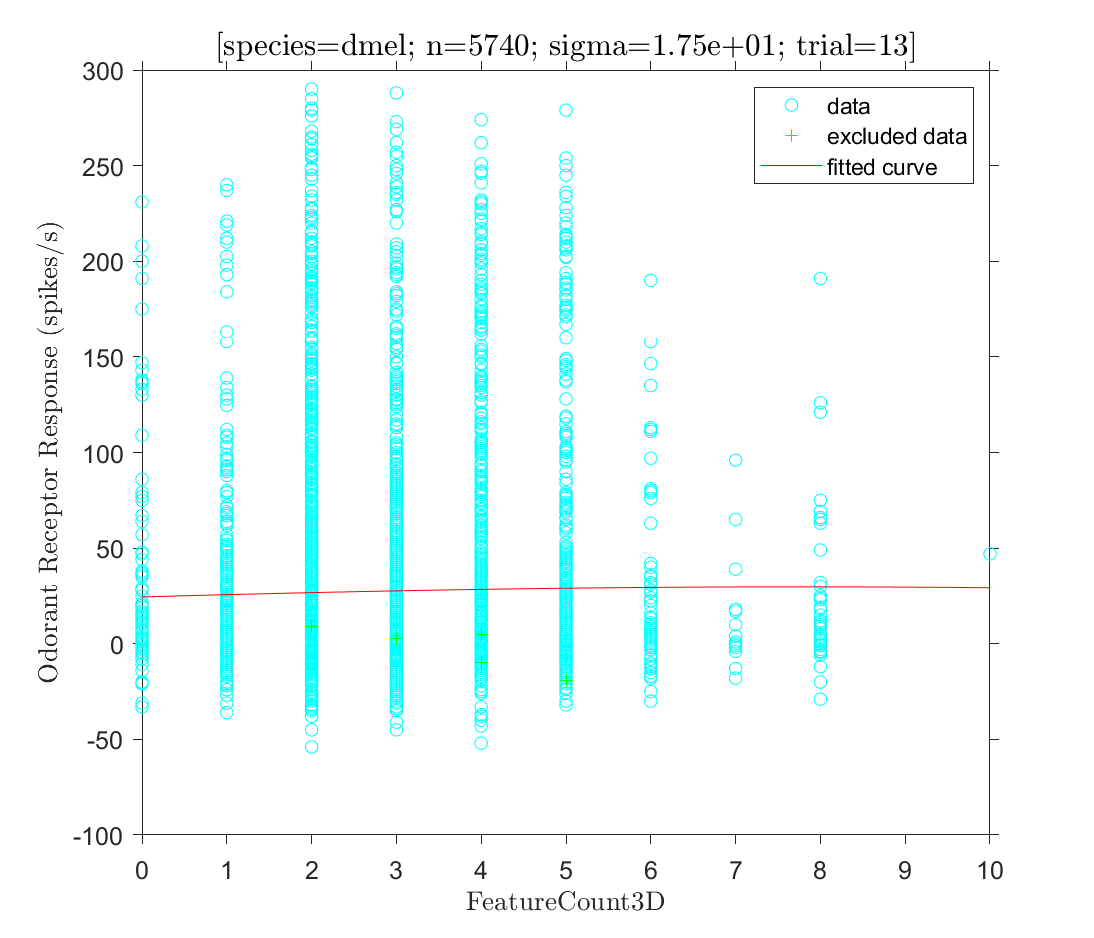 [species=dmel; n=5740; sigma=1.75e+01; trial=13]
300
250
200
150
100
50
0
-50
-100
Odorant Receptor Response (spikes/s)
data
excluded data
fitted curve
0 1 2 3 4 5 6 7 8 9 10
FeatureCount3D